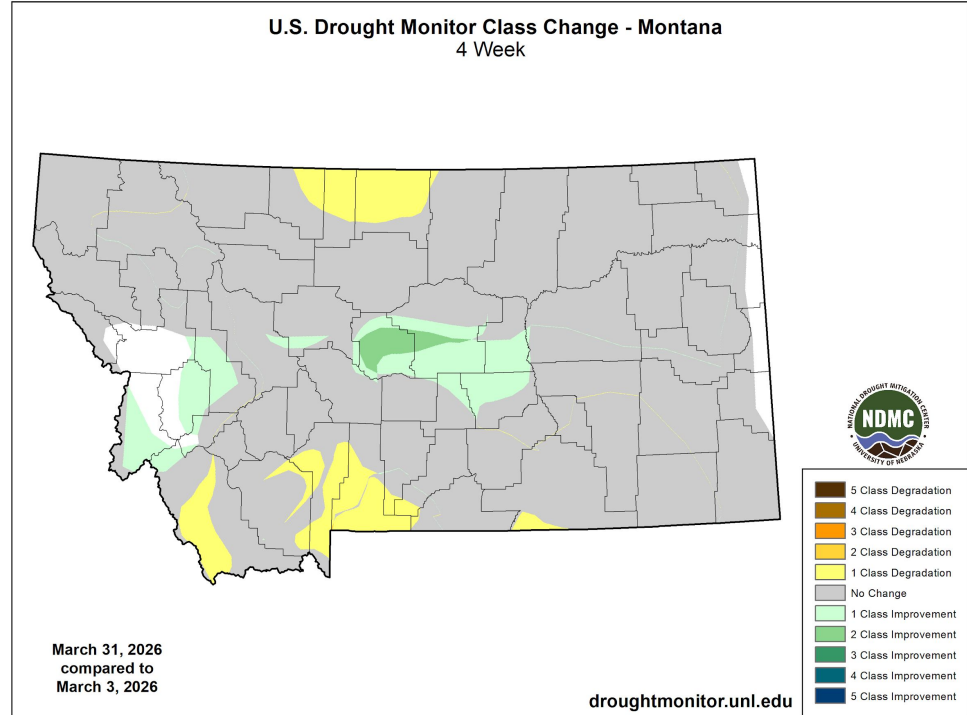 U.S. Drought Monitor Class Change - Montana
4 Week
NATIONAL DROUGHT MITIGATION CENTER
NDMC
UNIVERSITY OF NEBRASKA
5 Class Degradation
4 Class Degradation
3 Class Degradation
2 Class Degradation
1 Class Degradation
No Change
1 Class Improvement
2 Class Improvement
3 Class Improvement
4 Class Improvement
5 Class Improvement
March 31, 2026
compared to
March 3, 2026
droughtmonitor.unl.edu